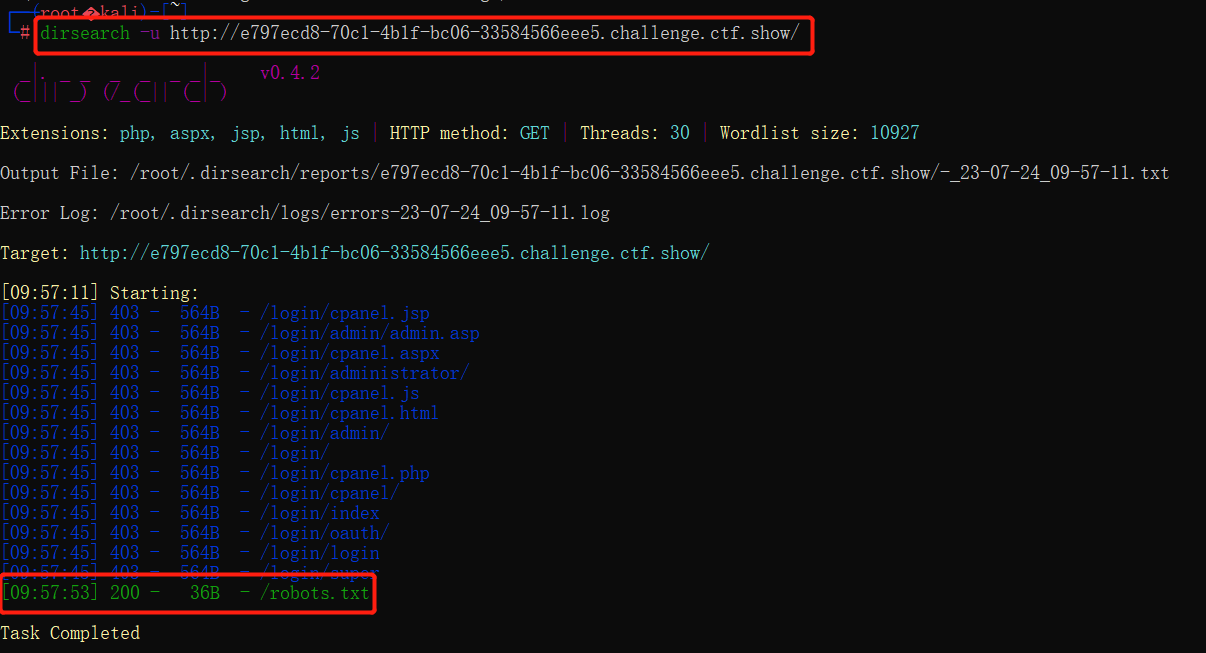 (root�kali)-[~]
# dirsearch -u http://e797ecd8-70c1-4b1f-bc06-33584566eee5.challenge.ctf.show/
v0.4.2
Extensions: php, aspx, jsp, html, js | HTTP method: GET | Threads: 30 | Wordlist size: 10927
Output File: /root/.dirsearch/reports/e797ecd8-70c1-4b1f-bc06-33584566eee5.challenge.ctf.show/-_23-07-24_09-57-11.txt
Error Log: /root/.dirsearch/logs/errors-23-07-24_09-57-11.log
Target: http://e797ecd8-70c1-4b1f-bc06-33584566eee5.challenge.ctf.show/
[09:57:11] Starting:
[09:57:45] 403 - 564B - /login/cpanel.jsp
[09:57:45] 403 - 564B - /login/admin/admin.asp
[09:57:45] 403 - 564B - /login/cpanel.aspx
[09:57:45] 403 - 564B - /login/administrator/
[09:57:45] 403 - 564B - /login/cpanel.js
[09:57:45] 403 - 564B - /login/cpanel.html
[09:57:45] 403 - 564B - /login/admin/
[09:57:45] 403 - 564B - /login/
[09:57:45] 403 - 564B - /login/cpanel.php
[09:57:45] 403 - 564B - /login/cpanel/
[09:57:45] 403 - 564B - /login/index
[09:57:45] 403 - 564B - /login/oauth/
[09:57:45] 403 - 564B - /login/login
[09:57:45] 403 - 564B - /login/super
[09:57:53] 200 - 36B - /robots.txt
Task Completed